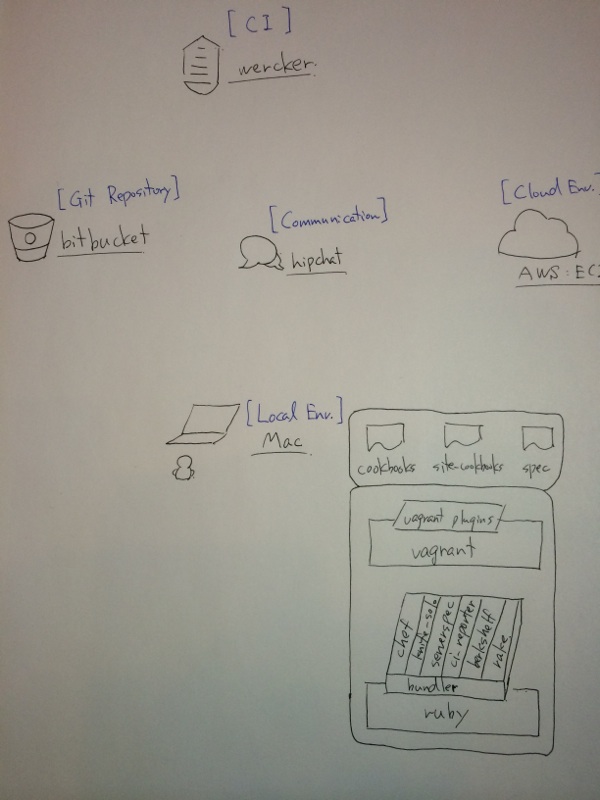 [CI]
wercker.
[Git Repository]
bitbucket
[Communication]
hipchat
[Cloud Env.]
AWS:EC
[Local Env.]
Mac
cookbooks
site-cookbooks
spec
vagrant plugins
vagrant
chef
knife-solo
serverspec
ci-reporter
berkshelf
rake
bundler
ruby